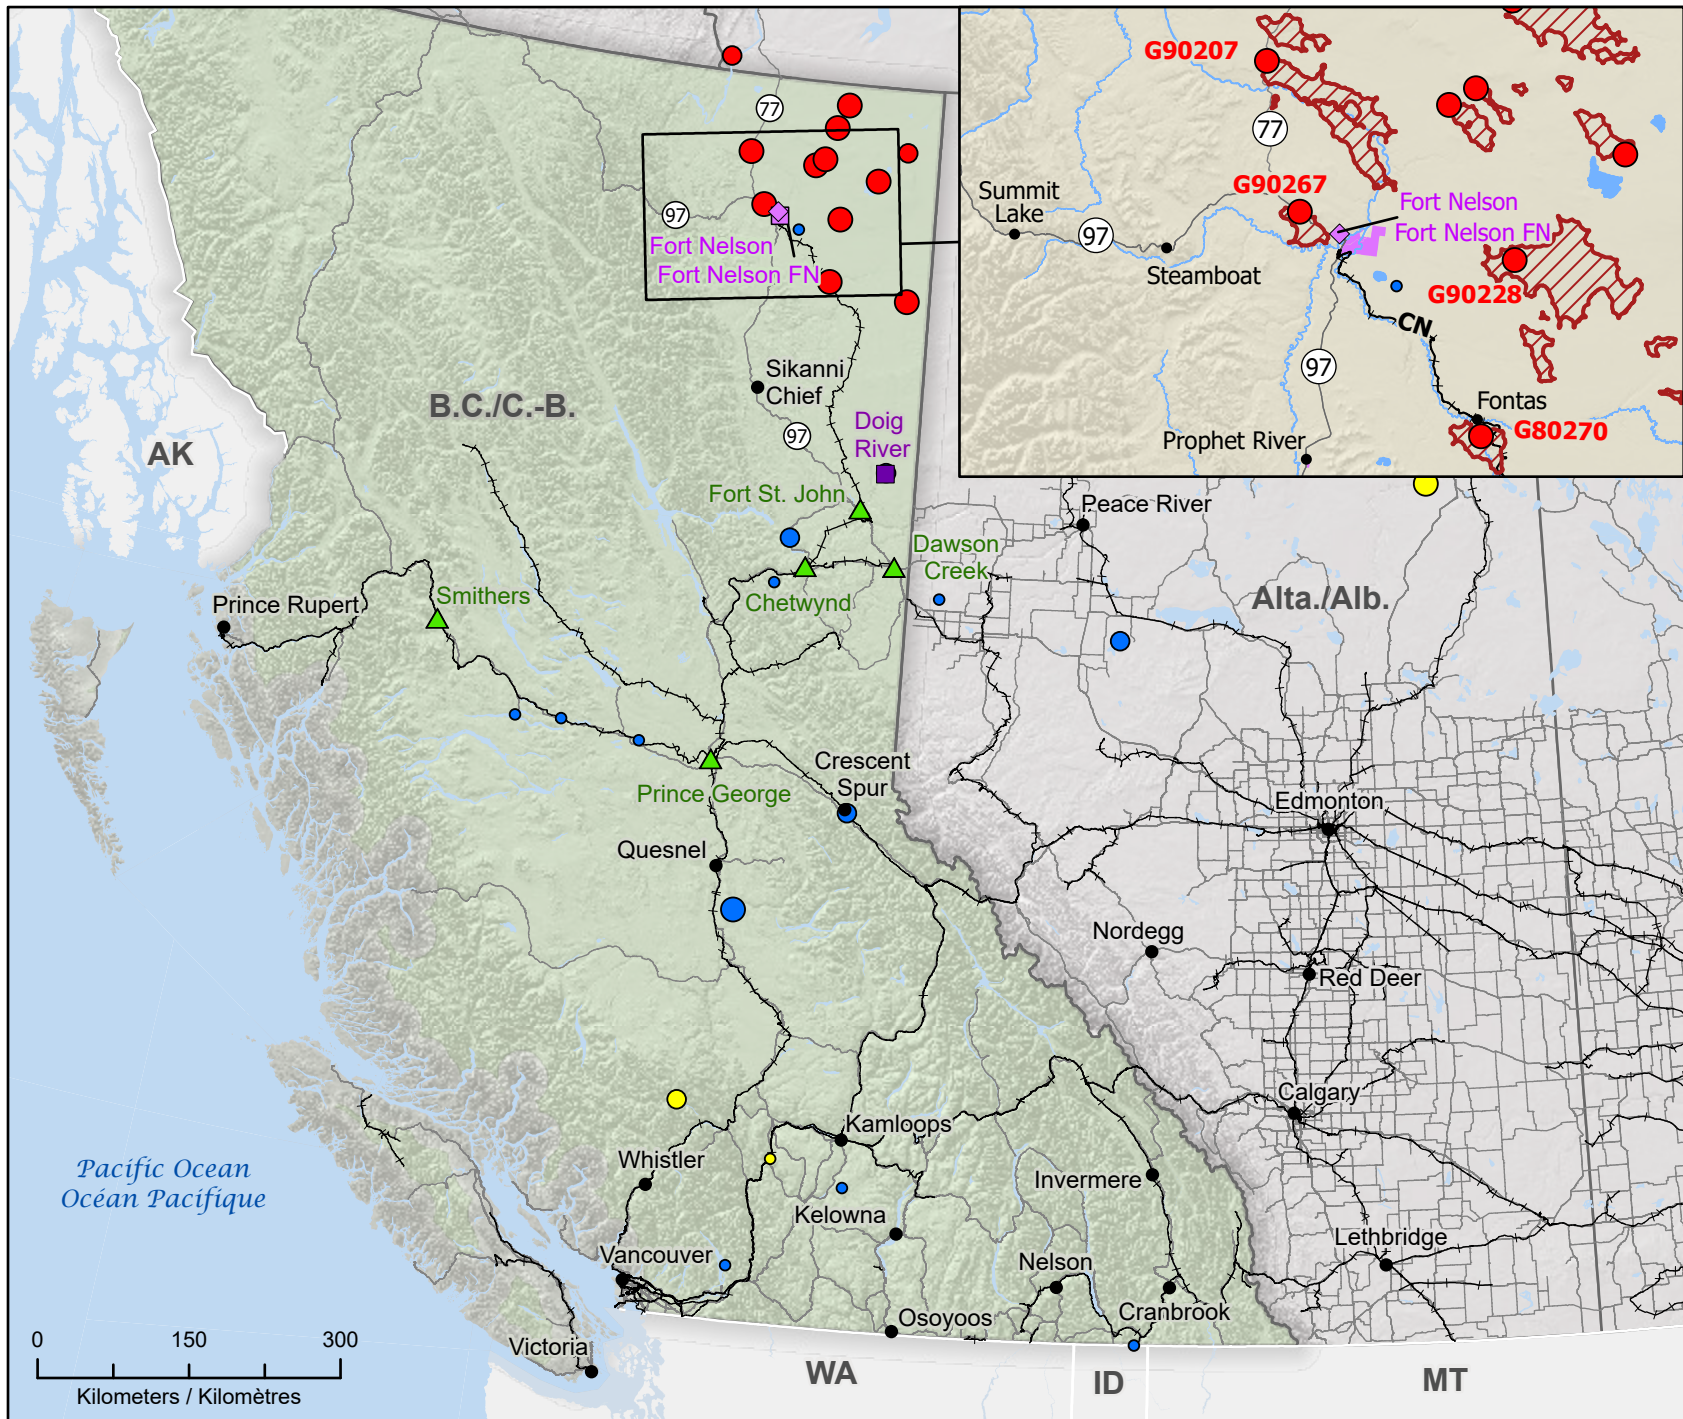 77
97
Fort Nelson
Fort Nelson FN
Sikanni
Chief
97
B.C./C.-B.
AK
Doig
River
Fort St. John
Dawson
Creek
Chetwynd
Smithers
Prince Rupert
Prince George
Crescent
Spur
Quesnel
Peace River
Alta./Alb.
Edmonton
Nordegg
Red Deer
Calgary
Kamloops
Whistler
Invermere
Kelowna
Lethbridge
Vancouver
Nelson
Cranbrook
Osoyoos
Victoria
Pacific Ocean
Océan Pacifique
0 150 300
Kilometers / Kilomètres
WA
ID
MT
G90207
77
G90267
Summit
Lake
97
Steamboat
Fort Nelson
Fort Nelson FN
G90228
CN
97
Fontas
G80270
Prophet River